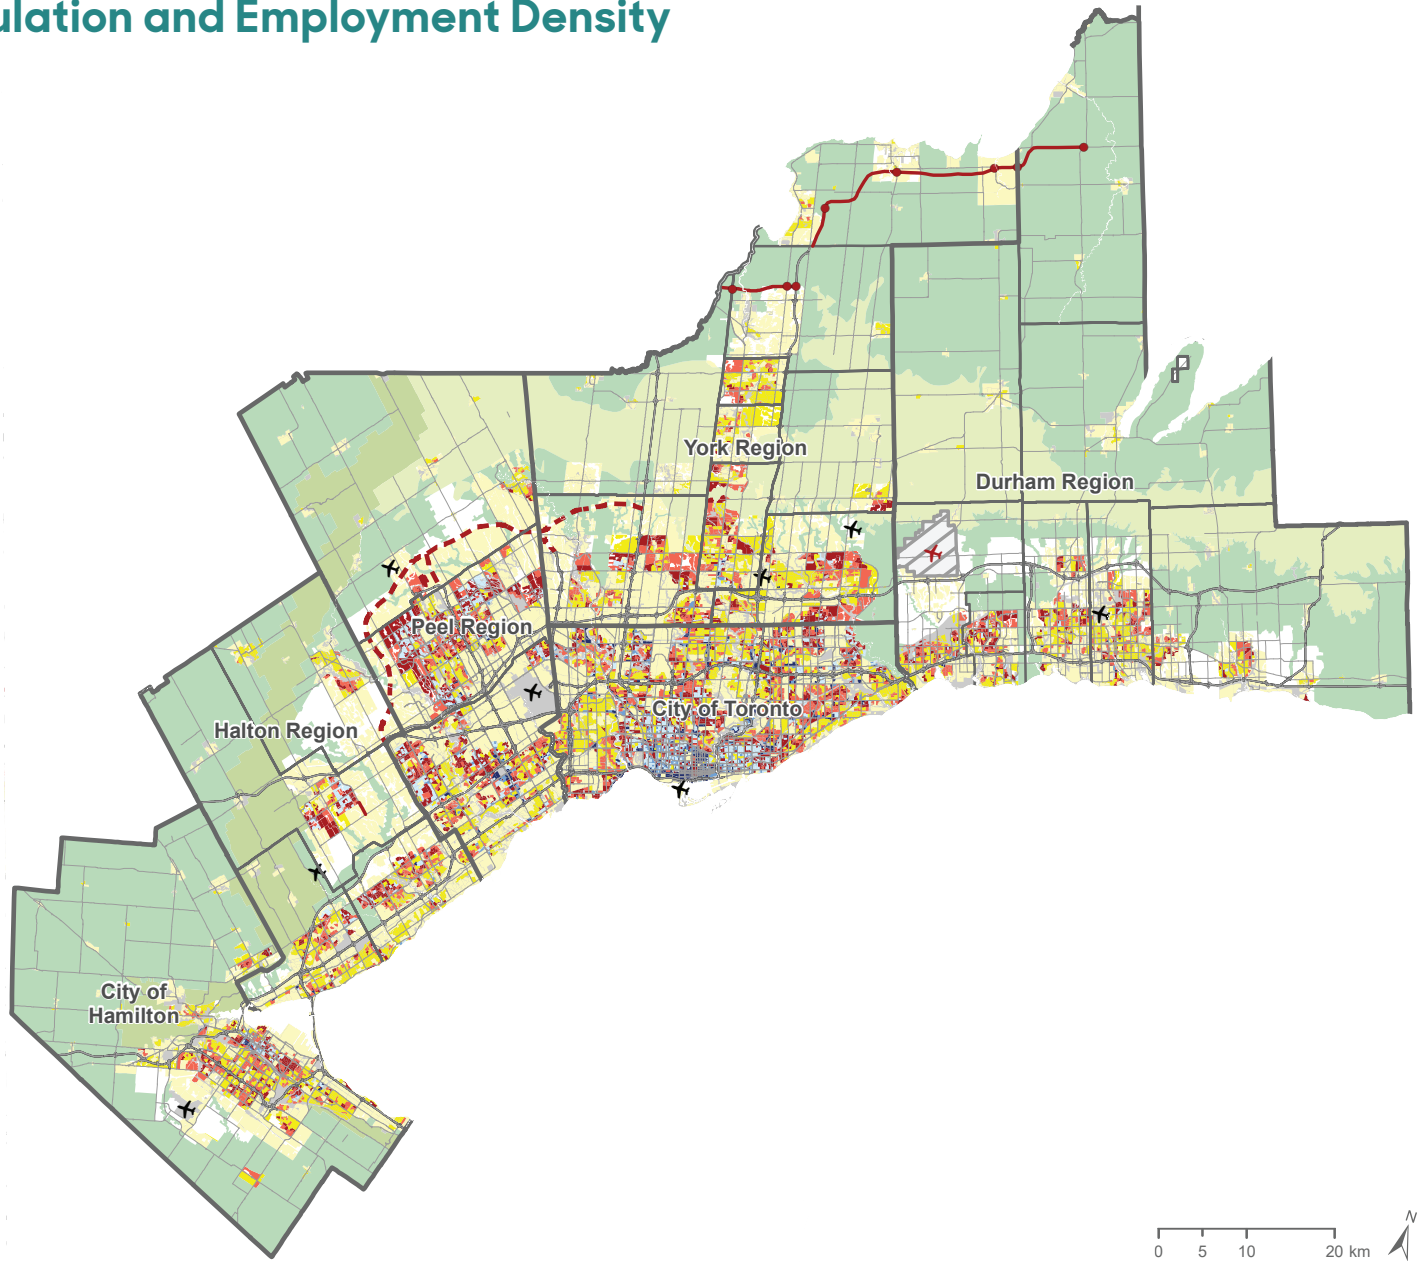 ulation and Employment Density
York Region
Durham Region
Peel Region
City of Toronto
Halton Region
City of
Hamilton
N
0 5 10 20 km